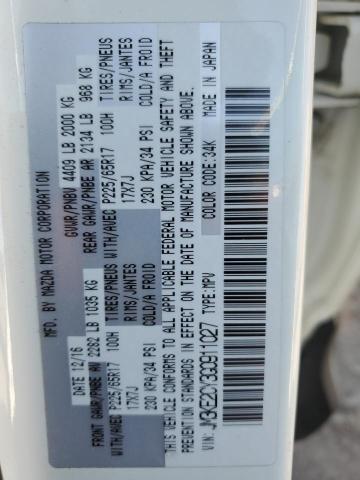 MFD. BY MAZDA MOTOR CORPORATION
DATE: 12/16 GVWR/PNBV 4409 LB 2000 KG
FRONT GAWR/PNBE AV 2282 LB 1035 KG REAR GAWR/PNBE AR 2134 LB 968 KG
WITH/AVEC P225/65R17 100H TIRES/PNEUS WITH/AVEC P225/65R17 100H TIRES/PNEUS
17X7J RIMS/JANTES 17X7J RIMS/JANTES
230 KPA/34 PSI COLD/A FROID 230 KPA/34 PSI COLD/A FROID
THIS VEHICLE CONFORMS TO ALL APPLICABLE FEDERAL MOTOR VEHICLE SAFETY AND THEFT
PREVENTION STANDARDS IN EFFECT ON THE DATE OF MANUFACTURE SHOWN ABOVE.
VIN: JM3KE2CY3G0911027 TYPE: MPV COLOR CODE: 34K MADE IN JAPAN